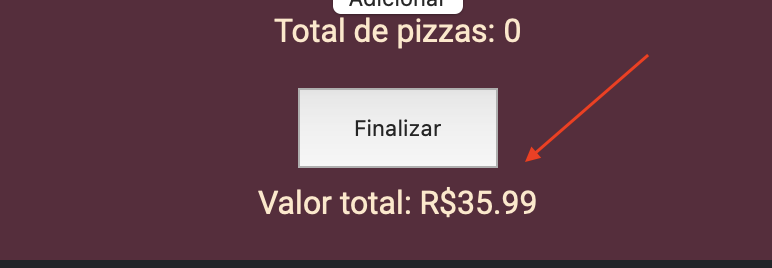 Adicionar
Total de pizzas: 0
Finalizar
Valor total: R$35.99